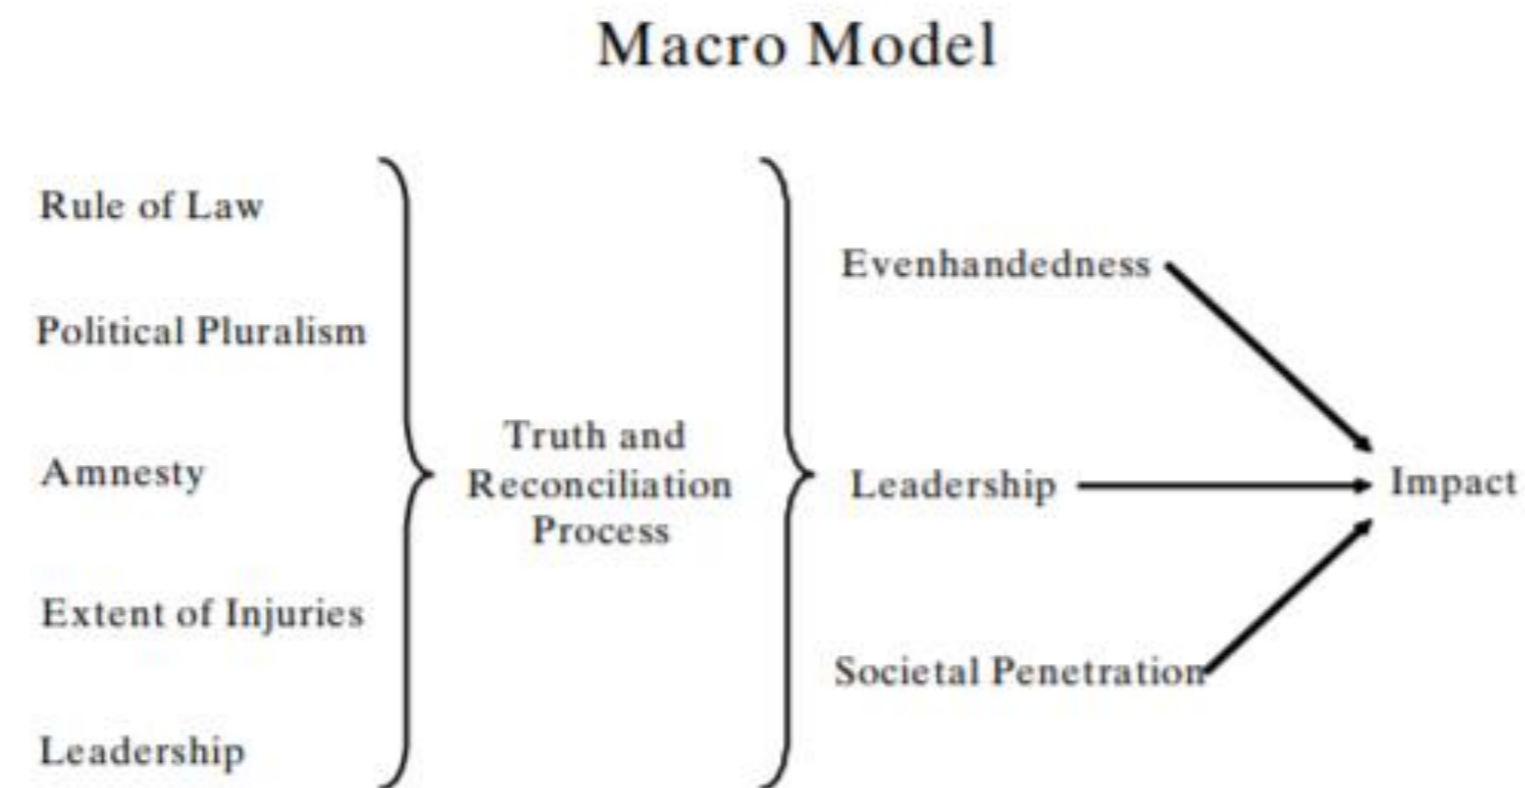 Macro Model
Rule of Law
Political Pluralism
Amnesty
Extent of Injuries
Leadership
Truth and
Reconciliation
Process
Evenhandedness
Leadership
Societal Penetration
Impact